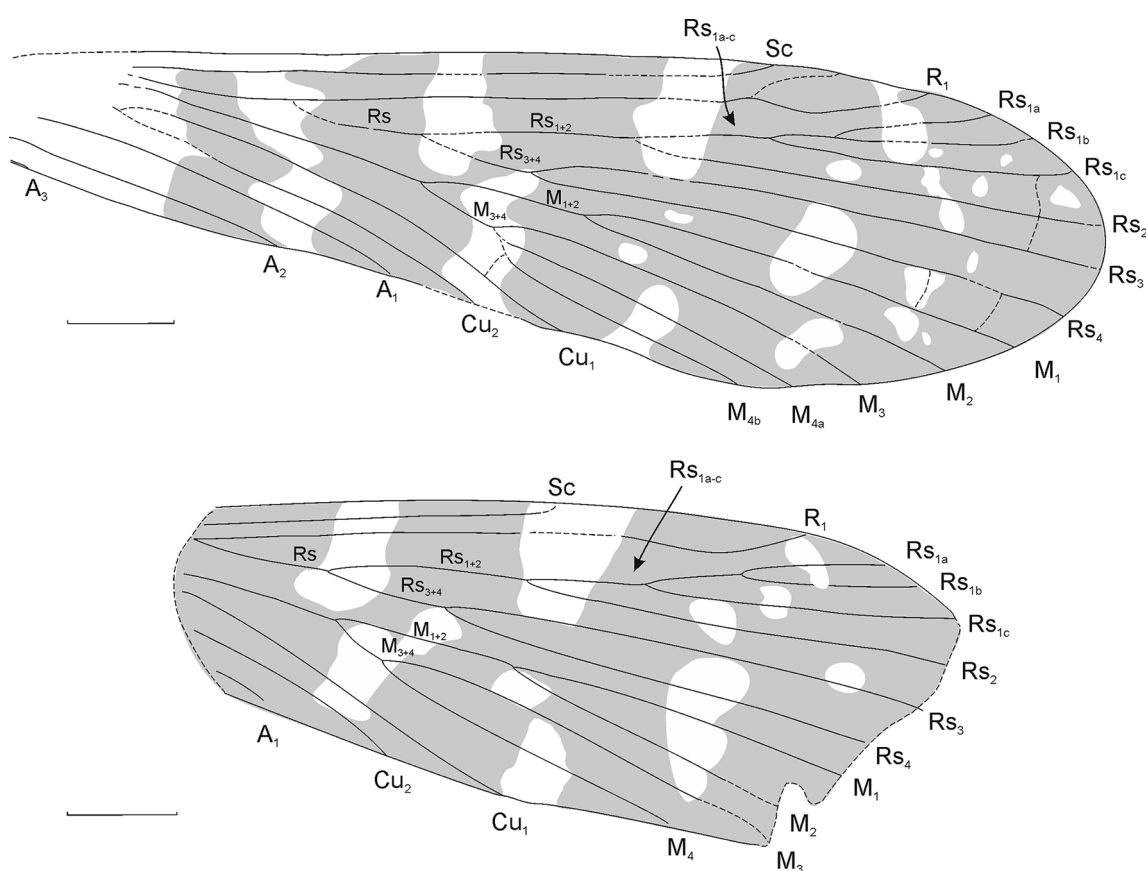 Rs1a-c
Sc
R1
Rs1a
Rs1b
Rs1c
Rs2
Rs3
Rs4
M1
M2
M3
M4a
M4b
Cu1
Cu2
A1
A2
A3
Rs
Rs1+2
Rs3+4
M1+2
M3+4
Rs1a-c
Sc
R1
Rs1a
Rs1b
Rs1c
Rs2
Rs3
Rs4
M1
M2
M3
M4
Cu1
Cu2
A1
Rs
Rs1+2
Rs3+4
M1+2
M3+4